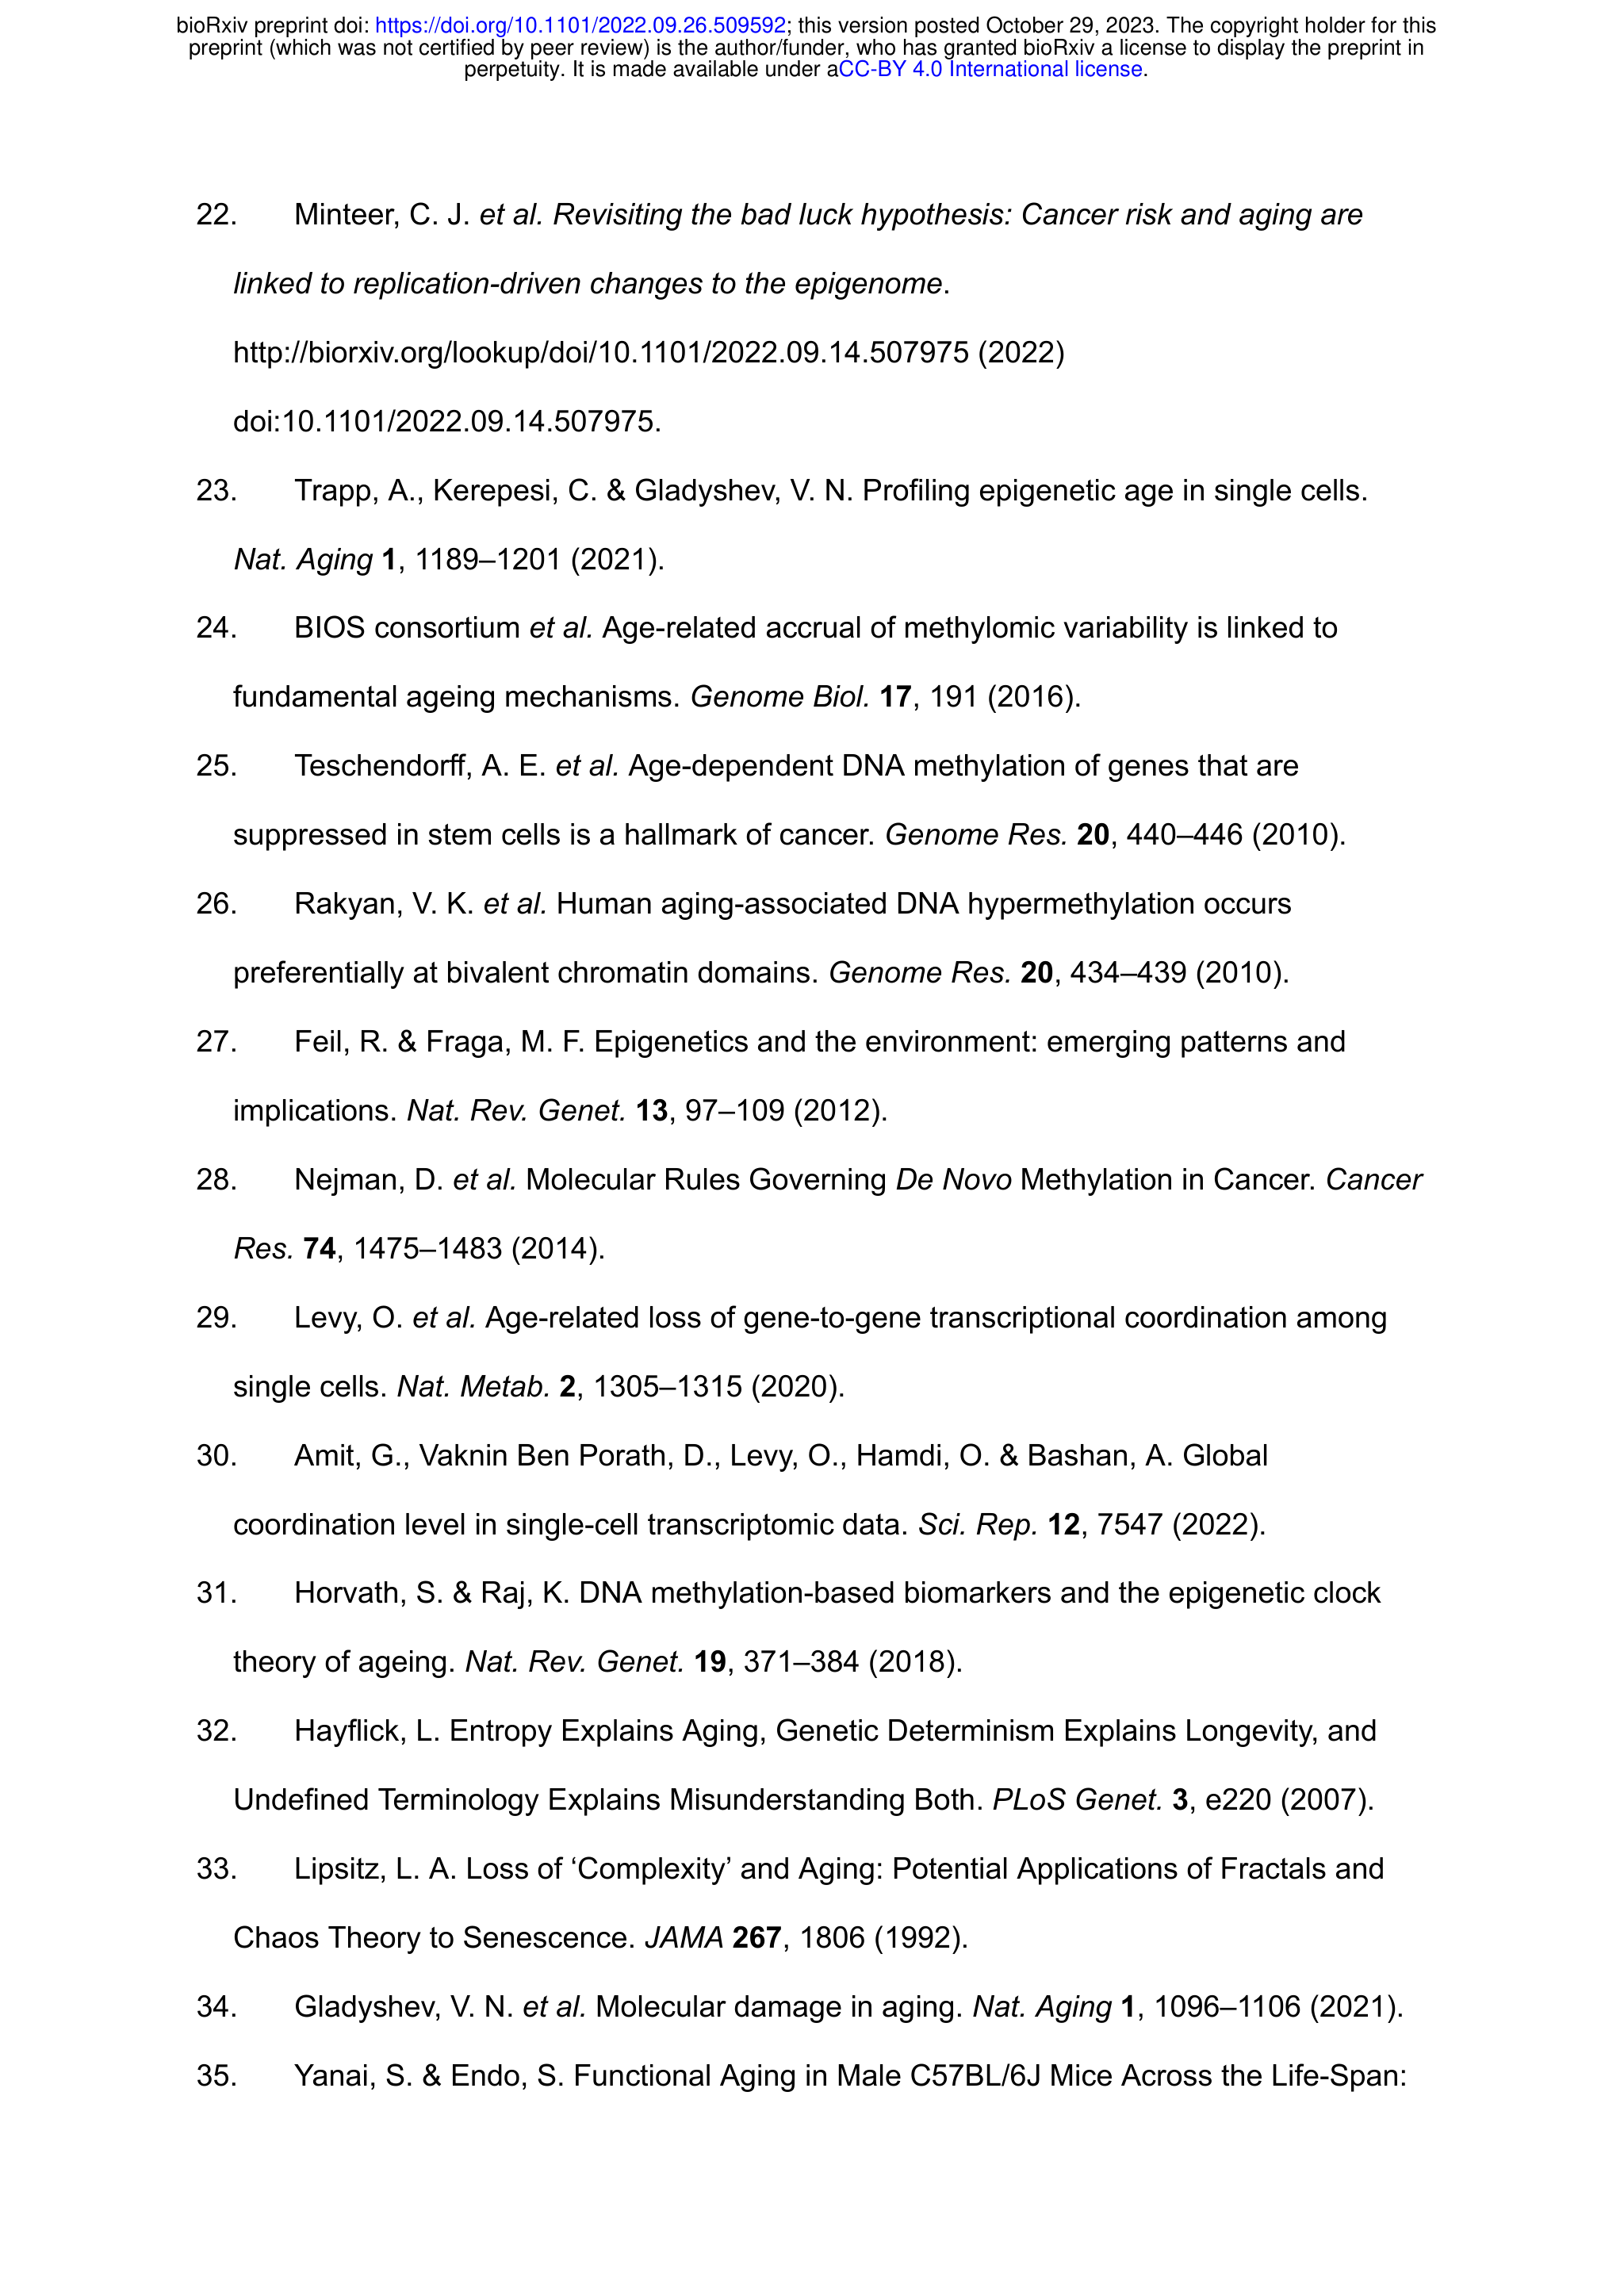 bioRxiv preprint doi: https://doi.org/10.1101/2022.09.26.509592; this version posted October 29, 2023. The copyright holder for this
preprint (which was not certified by peer review) is the author/funder, who has granted bioRxiv a license to display the preprint in
perpetuity. It is made available under aCC-BY 4.0 International license.
22. Minteer, C. J. et al. Revisiting the bad luck hypothesis: Cancer risk and aging are
linked to replication-driven changes to the epigenome.
http://biorxiv.org/lookup/doi/10.1101/2022.09.14.507975 (2022)
doi:10.1101/2022.09.14.507975.
23. Trapp, A., Kerepesi, C. & Gladyshev, V. N. Profiling epigenetic age in single cells.
Nat. Aging 1, 1189–1201 (2021).
24. BIOS consortium et al. Age-related accrual of methylomic variability is linked to
fundamental ageing mechanisms. Genome Biol. 17, 191 (2016).
25. Teschendorff, A. E. et al. Age-dependent DNA methylation of genes that are
suppressed in stem cells is a hallmark of cancer. Genome Res. 20, 440–446 (2010).
26. Rakyan, V. K. et al. Human aging-associated DNA hypermethylation occurs
preferentially at bivalent chromatin domains. Genome Res. 20, 434–439 (2010).
27. Feil, R. & Fraga, M. F. Epigenetics and the environment: emerging patterns and
implications. Nat. Rev. Genet. 13, 97–109 (2012).
28. Nejman, D. et al. Molecular Rules Governing De Novo Methylation in Cancer. Cancer
Res. 74, 1475–1483 (2014).
29. Levy, O. et al. Age-related loss of gene-to-gene transcriptional coordination among
single cells. Nat. Metab. 2, 1305–1315 (2020).
30. Amit, G., Vaknin Ben Porath, D., Levy, O., Hamdi, O. & Bashan, A. Global
coordination level in single-cell transcriptomic data. Sci. Rep. 12, 7547 (2022).
31. Horvath, S. & Raj, K. DNA methylation-based biomarkers and the epigenetic clock
theory of ageing. Nat. Rev. Genet. 19, 371–384 (2018).
32. Hayflick, L. Entropy Explains Aging, Genetic Determinism Explains Longevity, and
Undefined Terminology Explains Misunderstanding Both. PLoS Genet. 3, e220 (2007).
33. Lipsitz, L. A. Loss of ‘Complexity’ and Aging: Potential Applications of Fractals and
Chaos Theory to Senescence. JAMA 267, 1806 (1992).
34. Gladyshev, V. N. et al. Molecular damage in aging. Nat. Aging 1, 1096–1106 (2021).
35. Yanai, S. & Endo, S. Functional Aging in Male C57BL/6J Mice Across the Life-Span: